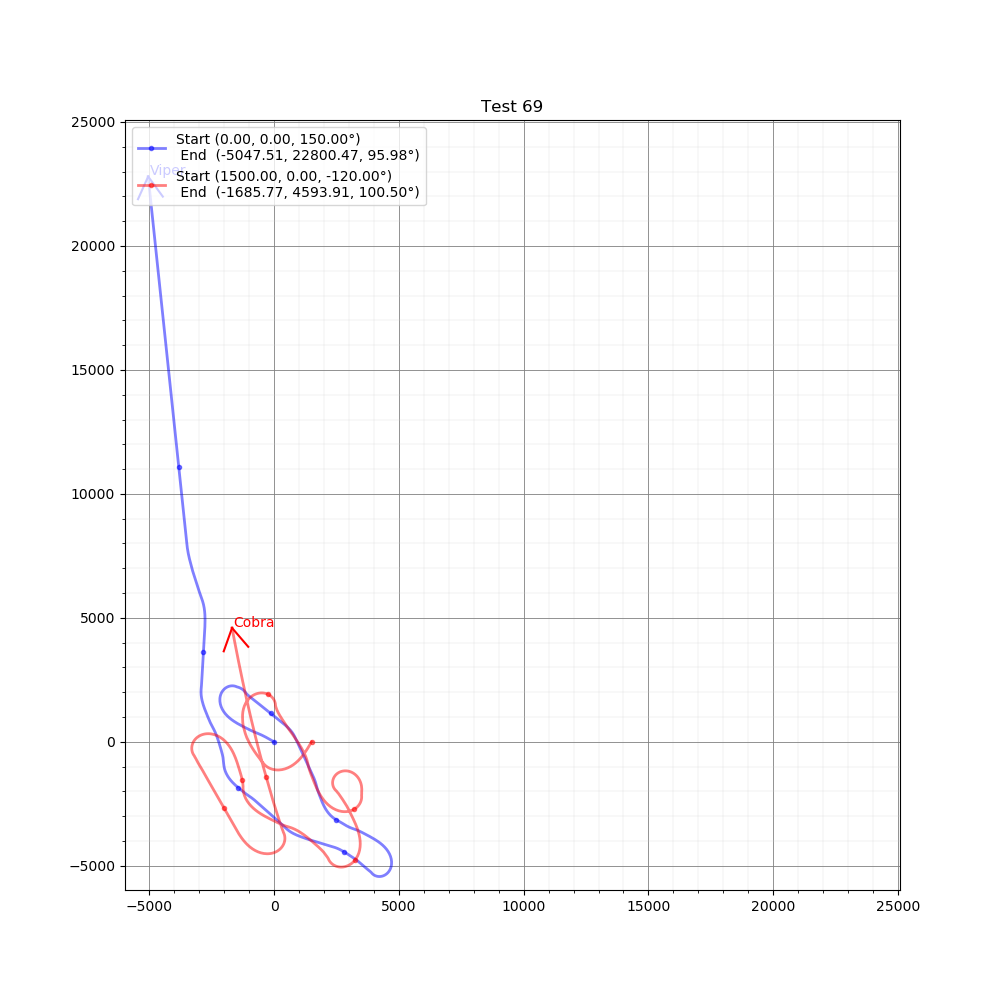 Test 69
25000
20000
15000
10000
5000
0
−5000
Start (0.00, 0.00, 150.00°)
End (-5047.51, 22800.47, 95.98°)
Start (1500.00, 0.00, -120.00°)
End (-1685.77, 4593.91, 100.50°)
Viper
Cobra
−5000 0 5000 10000 15000 20000 25000